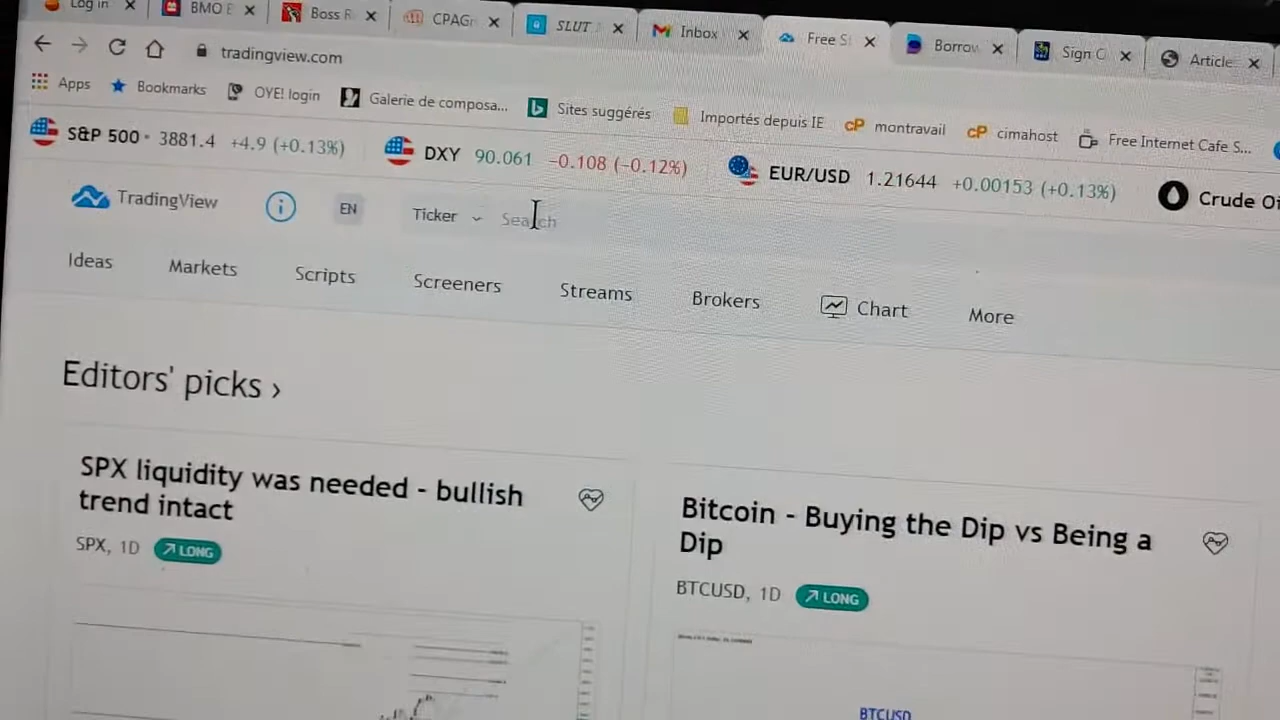 Log in
BMO E
Boss R
CPAGr
SLUT
Inbox
Free S
Borrow
Sign O
Article
tradingview.com
Apps
Bookmarks
OYE! login
Galerie de composa...
Sites suggérés
Importés depuis IE
cP montravail
cP cimahost
Free Internet Cafe S...
S&P 500 3881.4 +4.9 (+0.13%)
DXY 90.061 −0.108 (−0.12%)
EUR/USD 1.21644 +0.00153 (+0.13%)
Crude Oi
TradingView
EN
Ticker
Search
Ideas
Markets
Scripts
Screeners
Streams
Brokers
Chart
More
Editors' picks ›
SPX liquidity was needed - bullish
trend intact
SPX, 1D
LONG
Bitcoin - Buying the Dip vs Being a
Dip
BTCUSD, 1D
LONG
BTCUSD